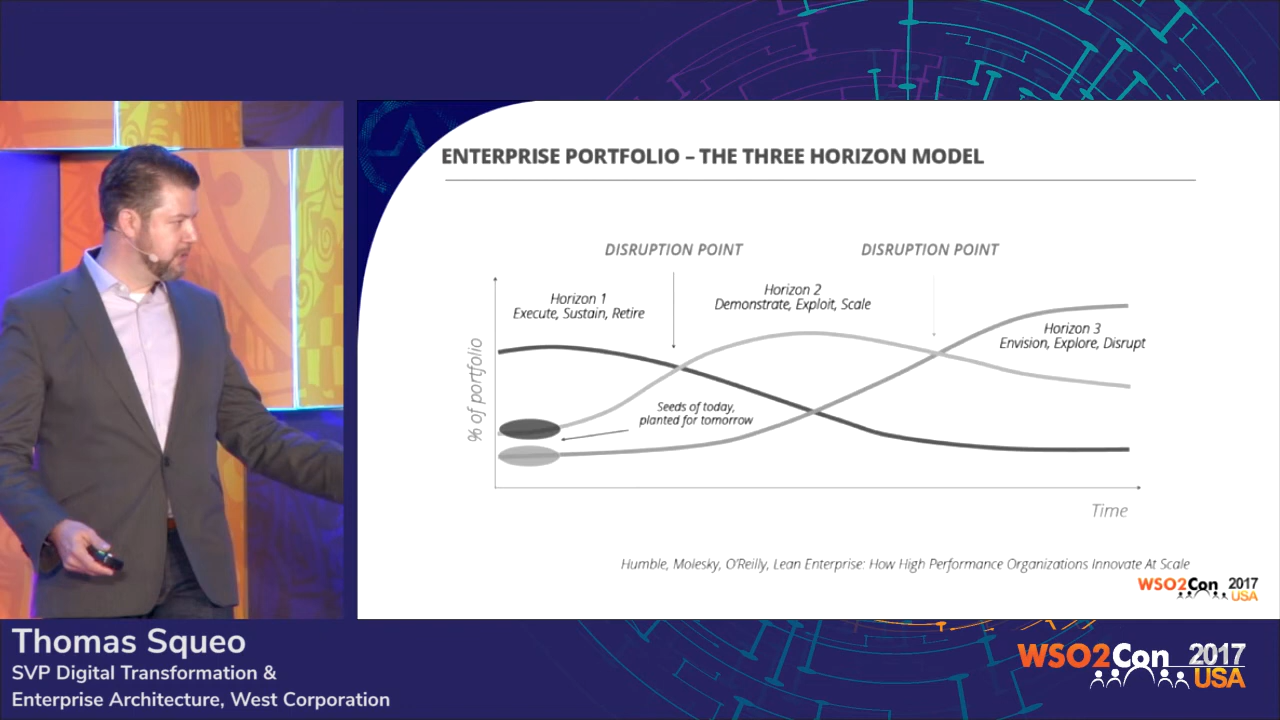 ENTERPRISE PORTFOLIO – THE THREE HORIZON MODEL
DISRUPTION POINT
DISRUPTION POINT
Horizon 1
Execute, Sustain, Retire
Horizon 2
Demonstrate, Exploit, Scale
Horizon 3
Envision, Explore, Disrupt
% of portfolio
Seeds of today,
planted for tomorrow
Time
Humble, Molesky, O'Reilly, Lean Enterprise: How High Performance Organizations Innovate At Scale
WSO2Con 2017
USA
Thomas Squeo
SVP Digital Transformation &
Enterprise Architecture, West Corporation
WSO2Con 2017
USA